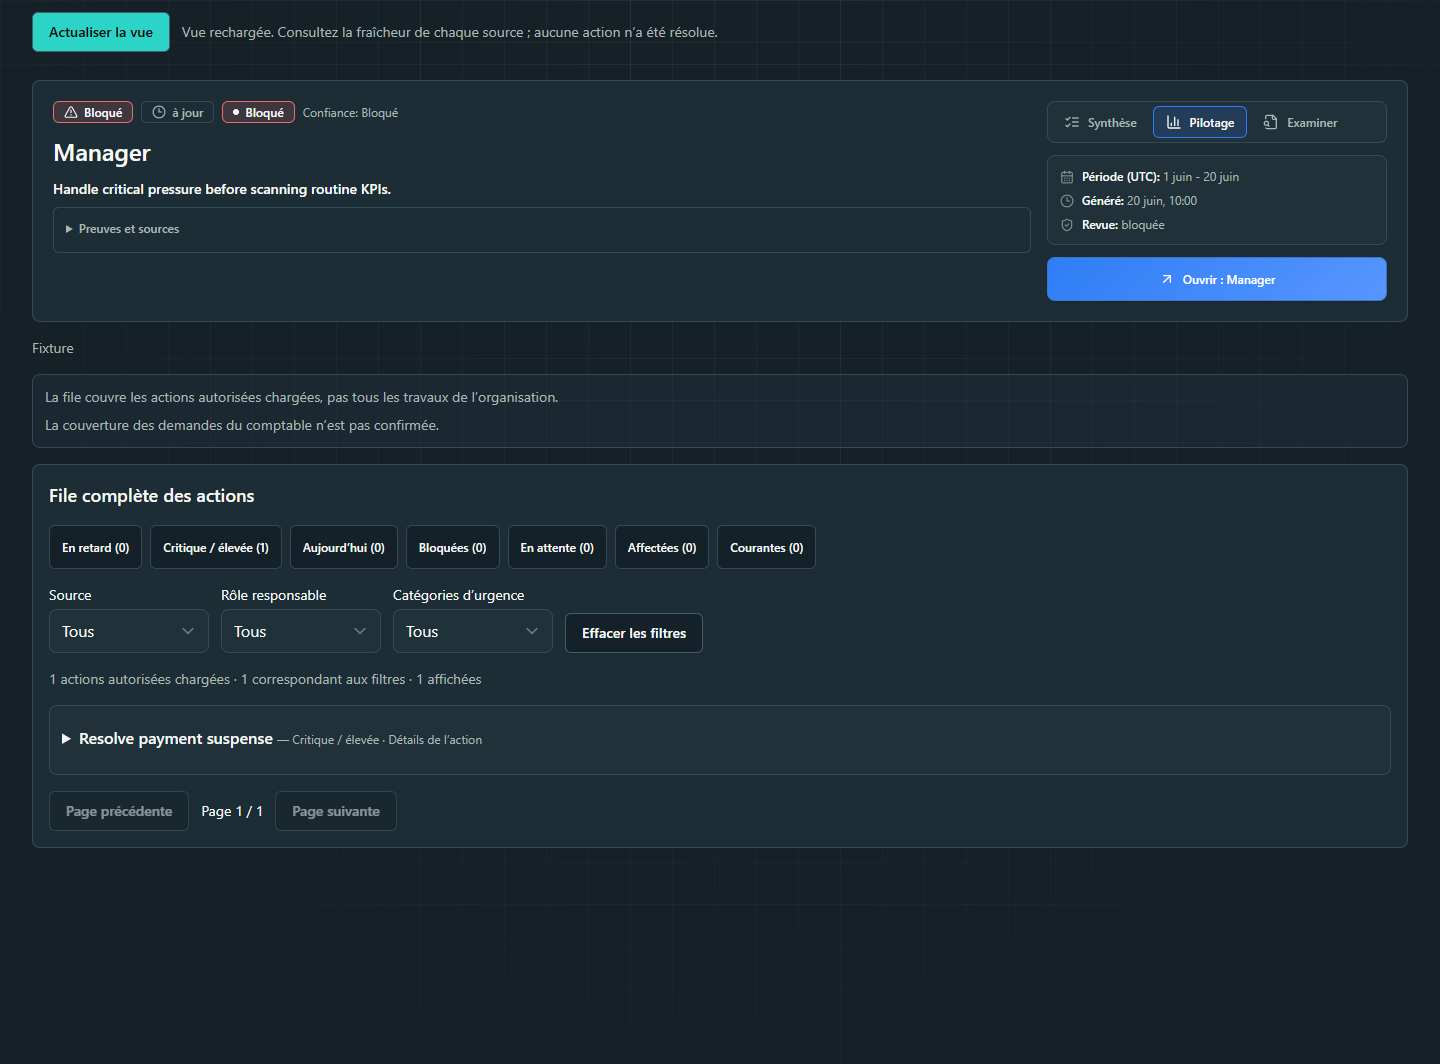 Actualiser la vue Vue rechargée. Consultez la fraîcheur de chaque source ; aucune action n’a été résolue.
Bloqué à jour Bloqué Confiance: Bloqué
Manager
Handle critical pressure before scanning routine KPIs.
Preuves et sources
Synthèse Pilotage Examiner
Période (UTC): 1 juin - 20 juin
Généré: 20 juin, 10:00
Revue: bloquée
Ouvrir : Manager
Fixture
La file couvre les actions autorisées chargées, pas tous les travaux de l’organisation.
La couverture des demandes du comptable n’est pas confirmée.
File complète des actions
En retard (0) Critique / élevée (1) Aujourd’hui (0) Bloquées (0) En attente (0) Affectées (0) Courantes (0)
Source Rôle responsable Catégories d’urgence
Tous Tous Tous Effacer les filtres
1 actions autorisées chargées · 1 correspondant aux filtres · 1 affichées
Resolve payment suspense — Critique / élevée · Détails de l’action
Page précédente Page 1 / 1 Page suivante